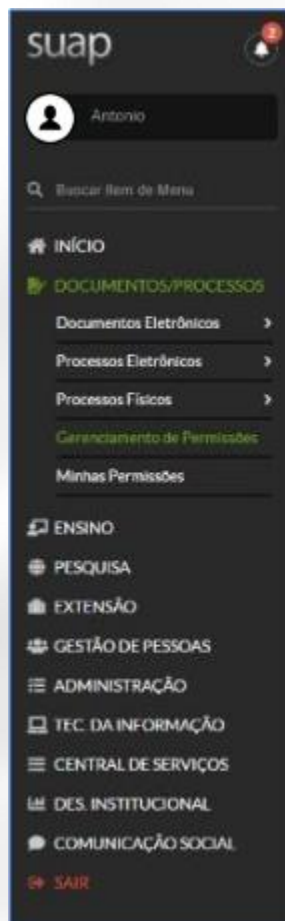 suap
2
Antonio
Buscar Item de Menu
INÍCIO
DOCUMENTOS/PROCESSOS
Documentos Eletrônicos
Processos Eletrônicos
Processos Físicos
Gerenciamento de Permissões
Minhas Permissões
ENSINO
PESQUISA
EXTENSÃO
GESTÃO DE PESSOAS
ADMINISTRAÇÃO
TEC. DA INFORMAÇÃO
CENTRAL DE SERVIÇOS
DES. INSTITUCIONAL
COMUNICAÇÃO SOCIAL
SAIR